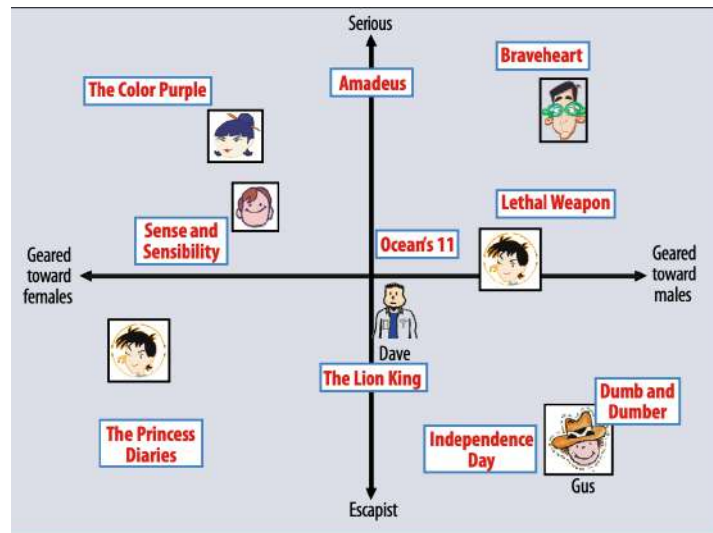 Serious
Braveheart
Amadeus
The Color Purple
Lethal Weapon
Sense and
Sensibility
Ocean's 11
Geared
toward
females
Geared
toward
males
Dave
The Lion King
Dumb and
Dumber
The Princess
Diaries
Independence
Day
Gus
Escapist